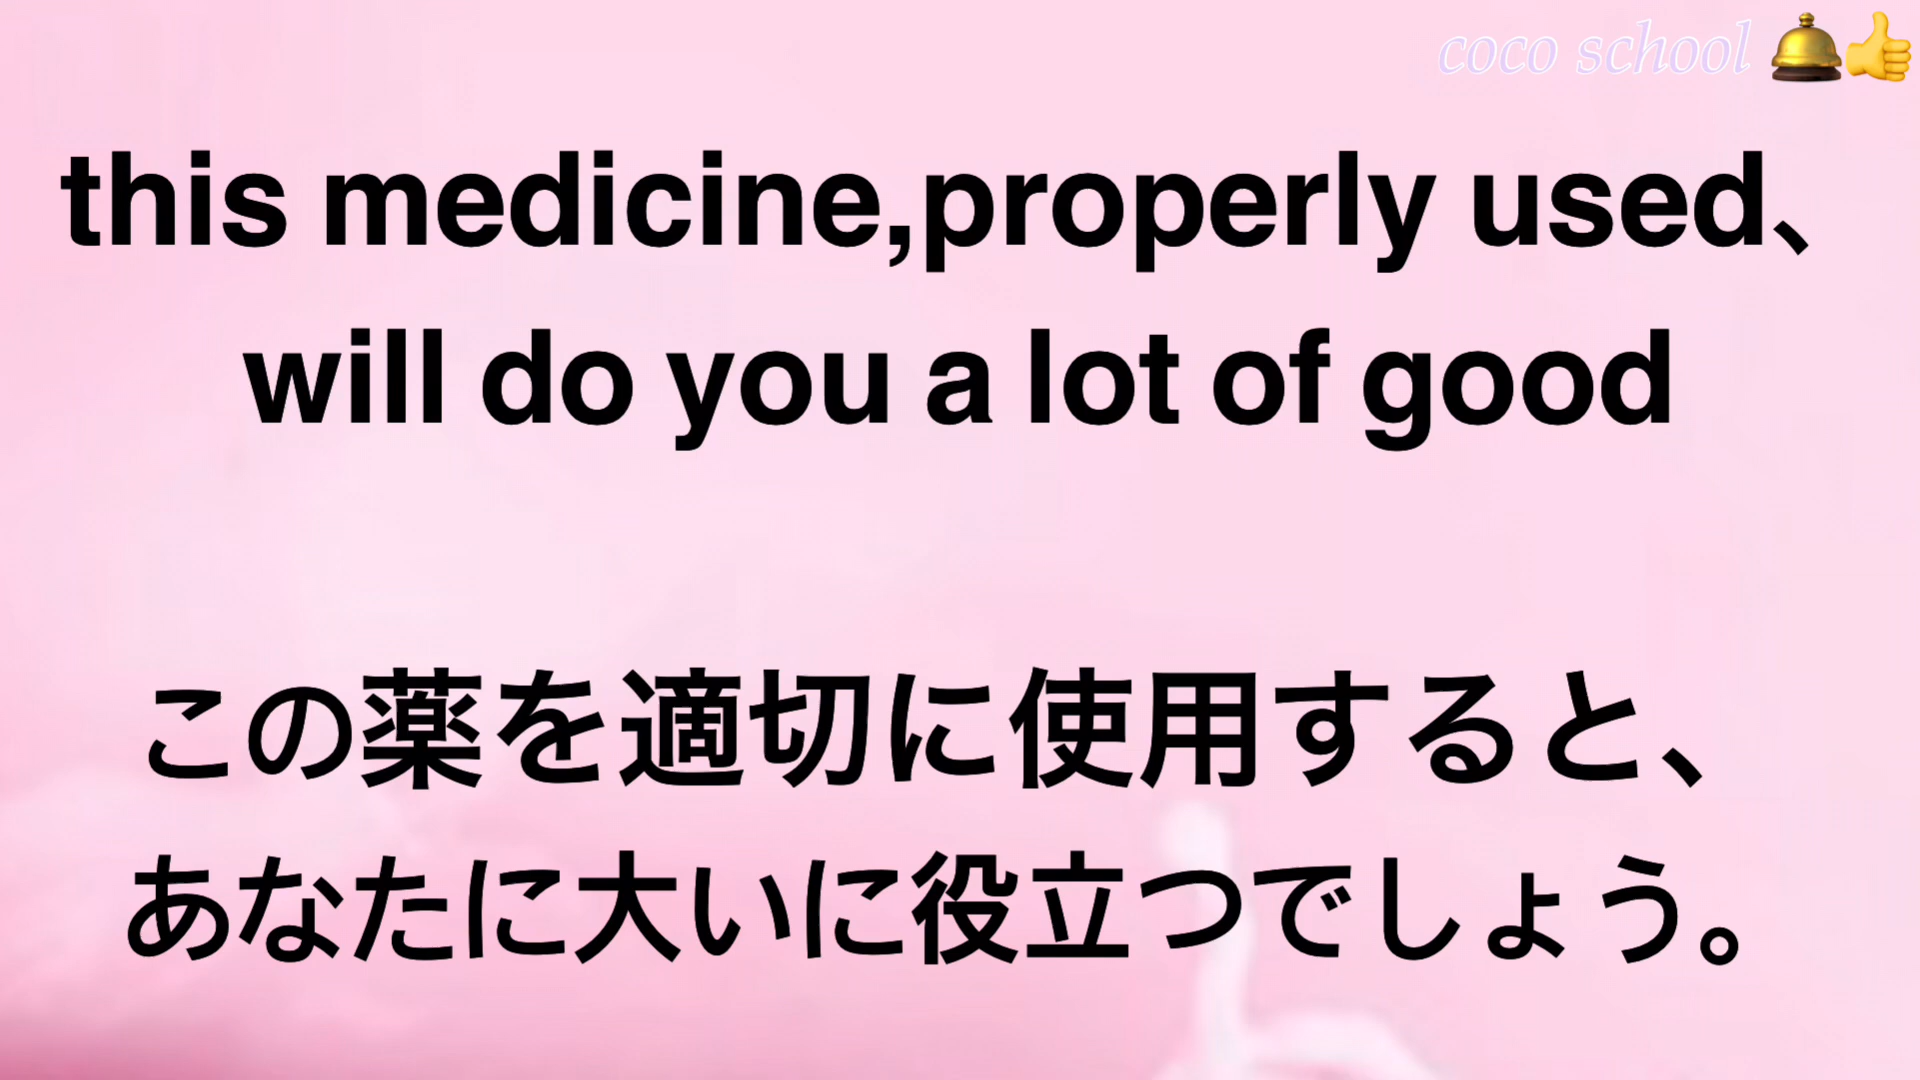 coco school 🛎️👍
this medicine,properly used、
will do you a lot of good
この薬を適切に使用すると、
あなたに大いに役立つでしょう。